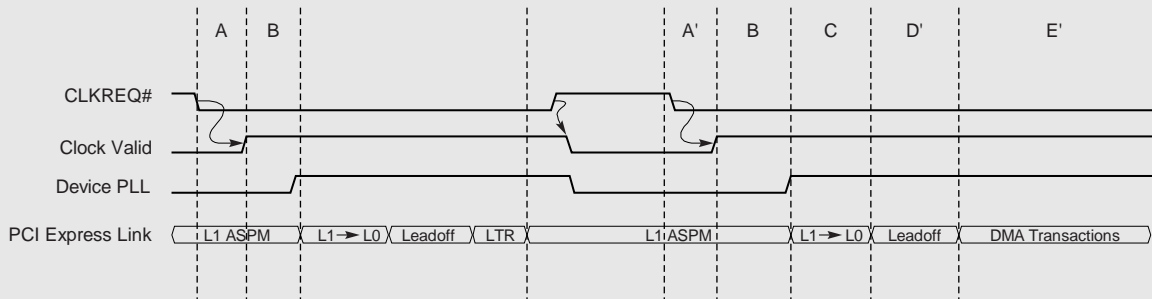 A B A' B C D' E'
CLKREQ#
Clock Valid
Device PLL
PCI Express Link L1 ASPM L1 → L0 Leadoff LTR L1 ASPM L1 → L0 Leadoff DMA Transactions